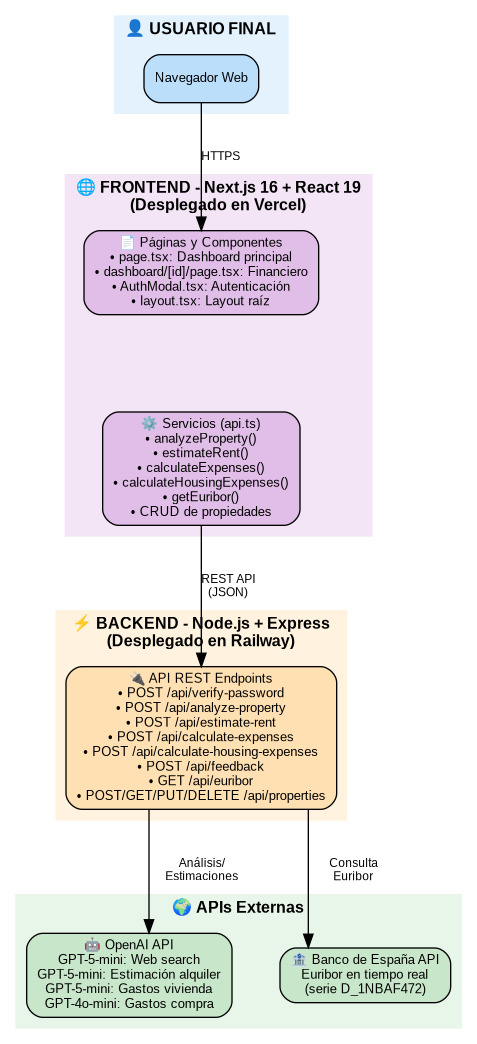 👤 USUARIO FINAL
Navegador Web
HTTPS
🌐 FRONTEND - Next.js 16 + React 19
(Desplegado en Vercel)
📄 Páginas y Componentes
• page.tsx: Dashboard principal
• dashboard/[id]/page.tsx: Financiero
• AuthModal.tsx: Autenticación
• layout.tsx: Layout raíz
⚙️ Servicios (api.ts)
• analyzeProperty()
• estimateRent()
• calculateExpenses()
• calculateHousingExpenses()
• getEuribor()
• CRUD de propiedades
REST API
(JSON)
⚡ BACKEND - Node.js + Express
(Desplegado en Railway)
🔌 API REST Endpoints
• POST /api/verify-password
• POST /api/analyze-property
• POST /api/estimate-rent
• POST /api/calculate-expenses
• POST /api/calculate-housing-expenses
• POST /api/feedback
• GET /api/euribor
• POST/GET/PUT/DELETE /api/properties
Análisis/
Estimaciones
Consulta
Euribor
🌍 APIs Externas
🤖 OpenAI API
GPT-5-mini: Web search
GPT-5-mini: Estimación alquiler
GPT-5-mini: Gastos vivienda
GPT-4o-mini: Gastos compra
🏦 Banco de España API
Euribor en tiempo real
(serie D_1NBAF472)